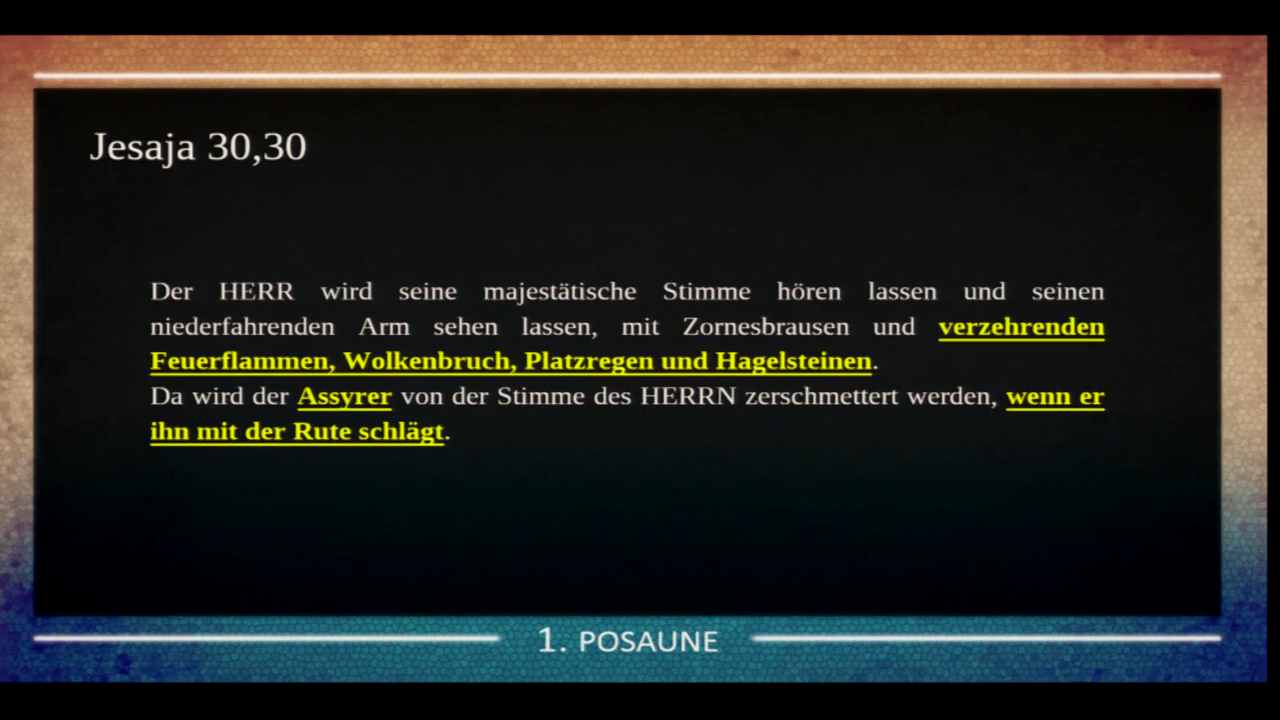 Jesaja 30,30
Der HERR wird seine majestätische Stimme hören lassen und seinen
niederfahrenden Arm sehen lassen, mit Zornesbrausen und verzehrenden
Feuerflammen, Wolkenbruch, Platzregen und Hagelsteinen.
Da wird der Assyrer von der Stimme des HERRN zerschmettert werden, wenn er
ihn mit der Rute schlägt.
1. POSAUNE